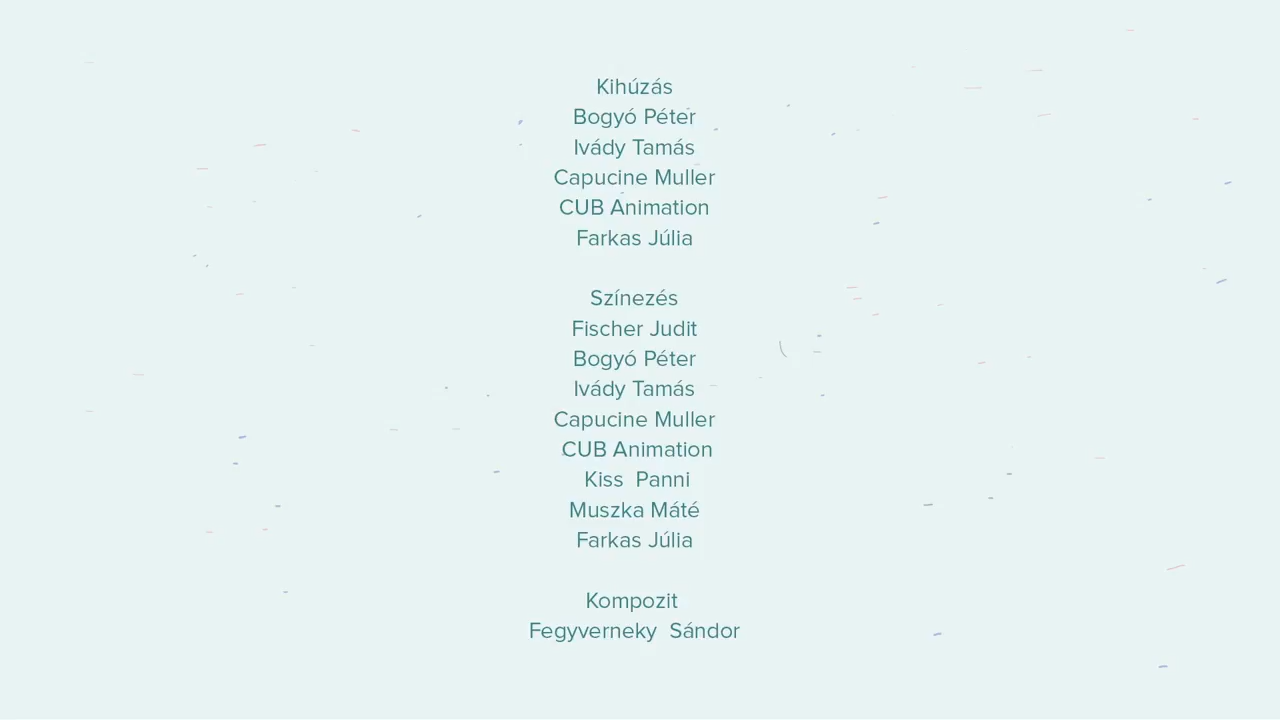 Kihúzás
Bogyó Péter
Ivády Tamás
Capucine Muller
CUB Animation
Farkas Júlia
Színezés
Fischer Judit
Bogyó Péter
Ivády Tamás
Capucine Muller
CUB Animation
Kiss  Panni
Muszka Máté
Farkas Júlia
Kompozit
Fegyverneky  Sándor